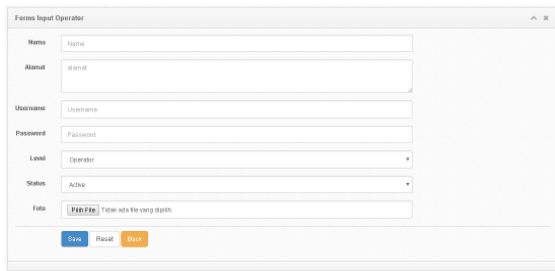 Forms Input Operator
Nama
Name
Alamat
alamat
Username
Username
Password
Password
Level
Operator
Status
Active
Foto
Pilih File Tidak ada file yang dipilih
Save Reset Back